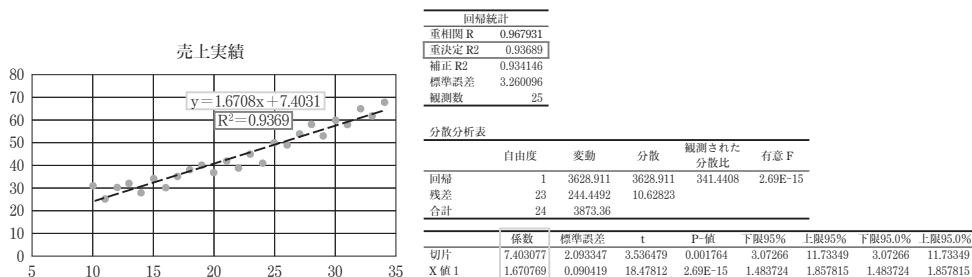 売上実績
80
70
60
50
40
30
20
10
0
5 10 15 20 25 30 35
y=1.6708x+7.4031
R²=0.9369
回帰統計
重相関 R 0.967931
重決定 R2 0.93689
補正 R2 0.934146
標準誤差 3.260096
観測数 25
分散分析表
自由度 変動 分散 観測された分散比 有意 F
回帰 1 3628.911 3628.911 341.4408 2.69E-15
残差 23 244.4492 10.62823
合計 24 3873.36
係数 標準誤差 t P-値 下限95% 上限95% 下限95.0% 上限95.0%
切片 7.403077 2.093347 3.536479 0.001764 3.07266 11.73349 3.07266 11.73349
X 値 1 1.670769 0.090419 18.47812 2.69E-15 1.483724 1.857815 1.483724 1.857815